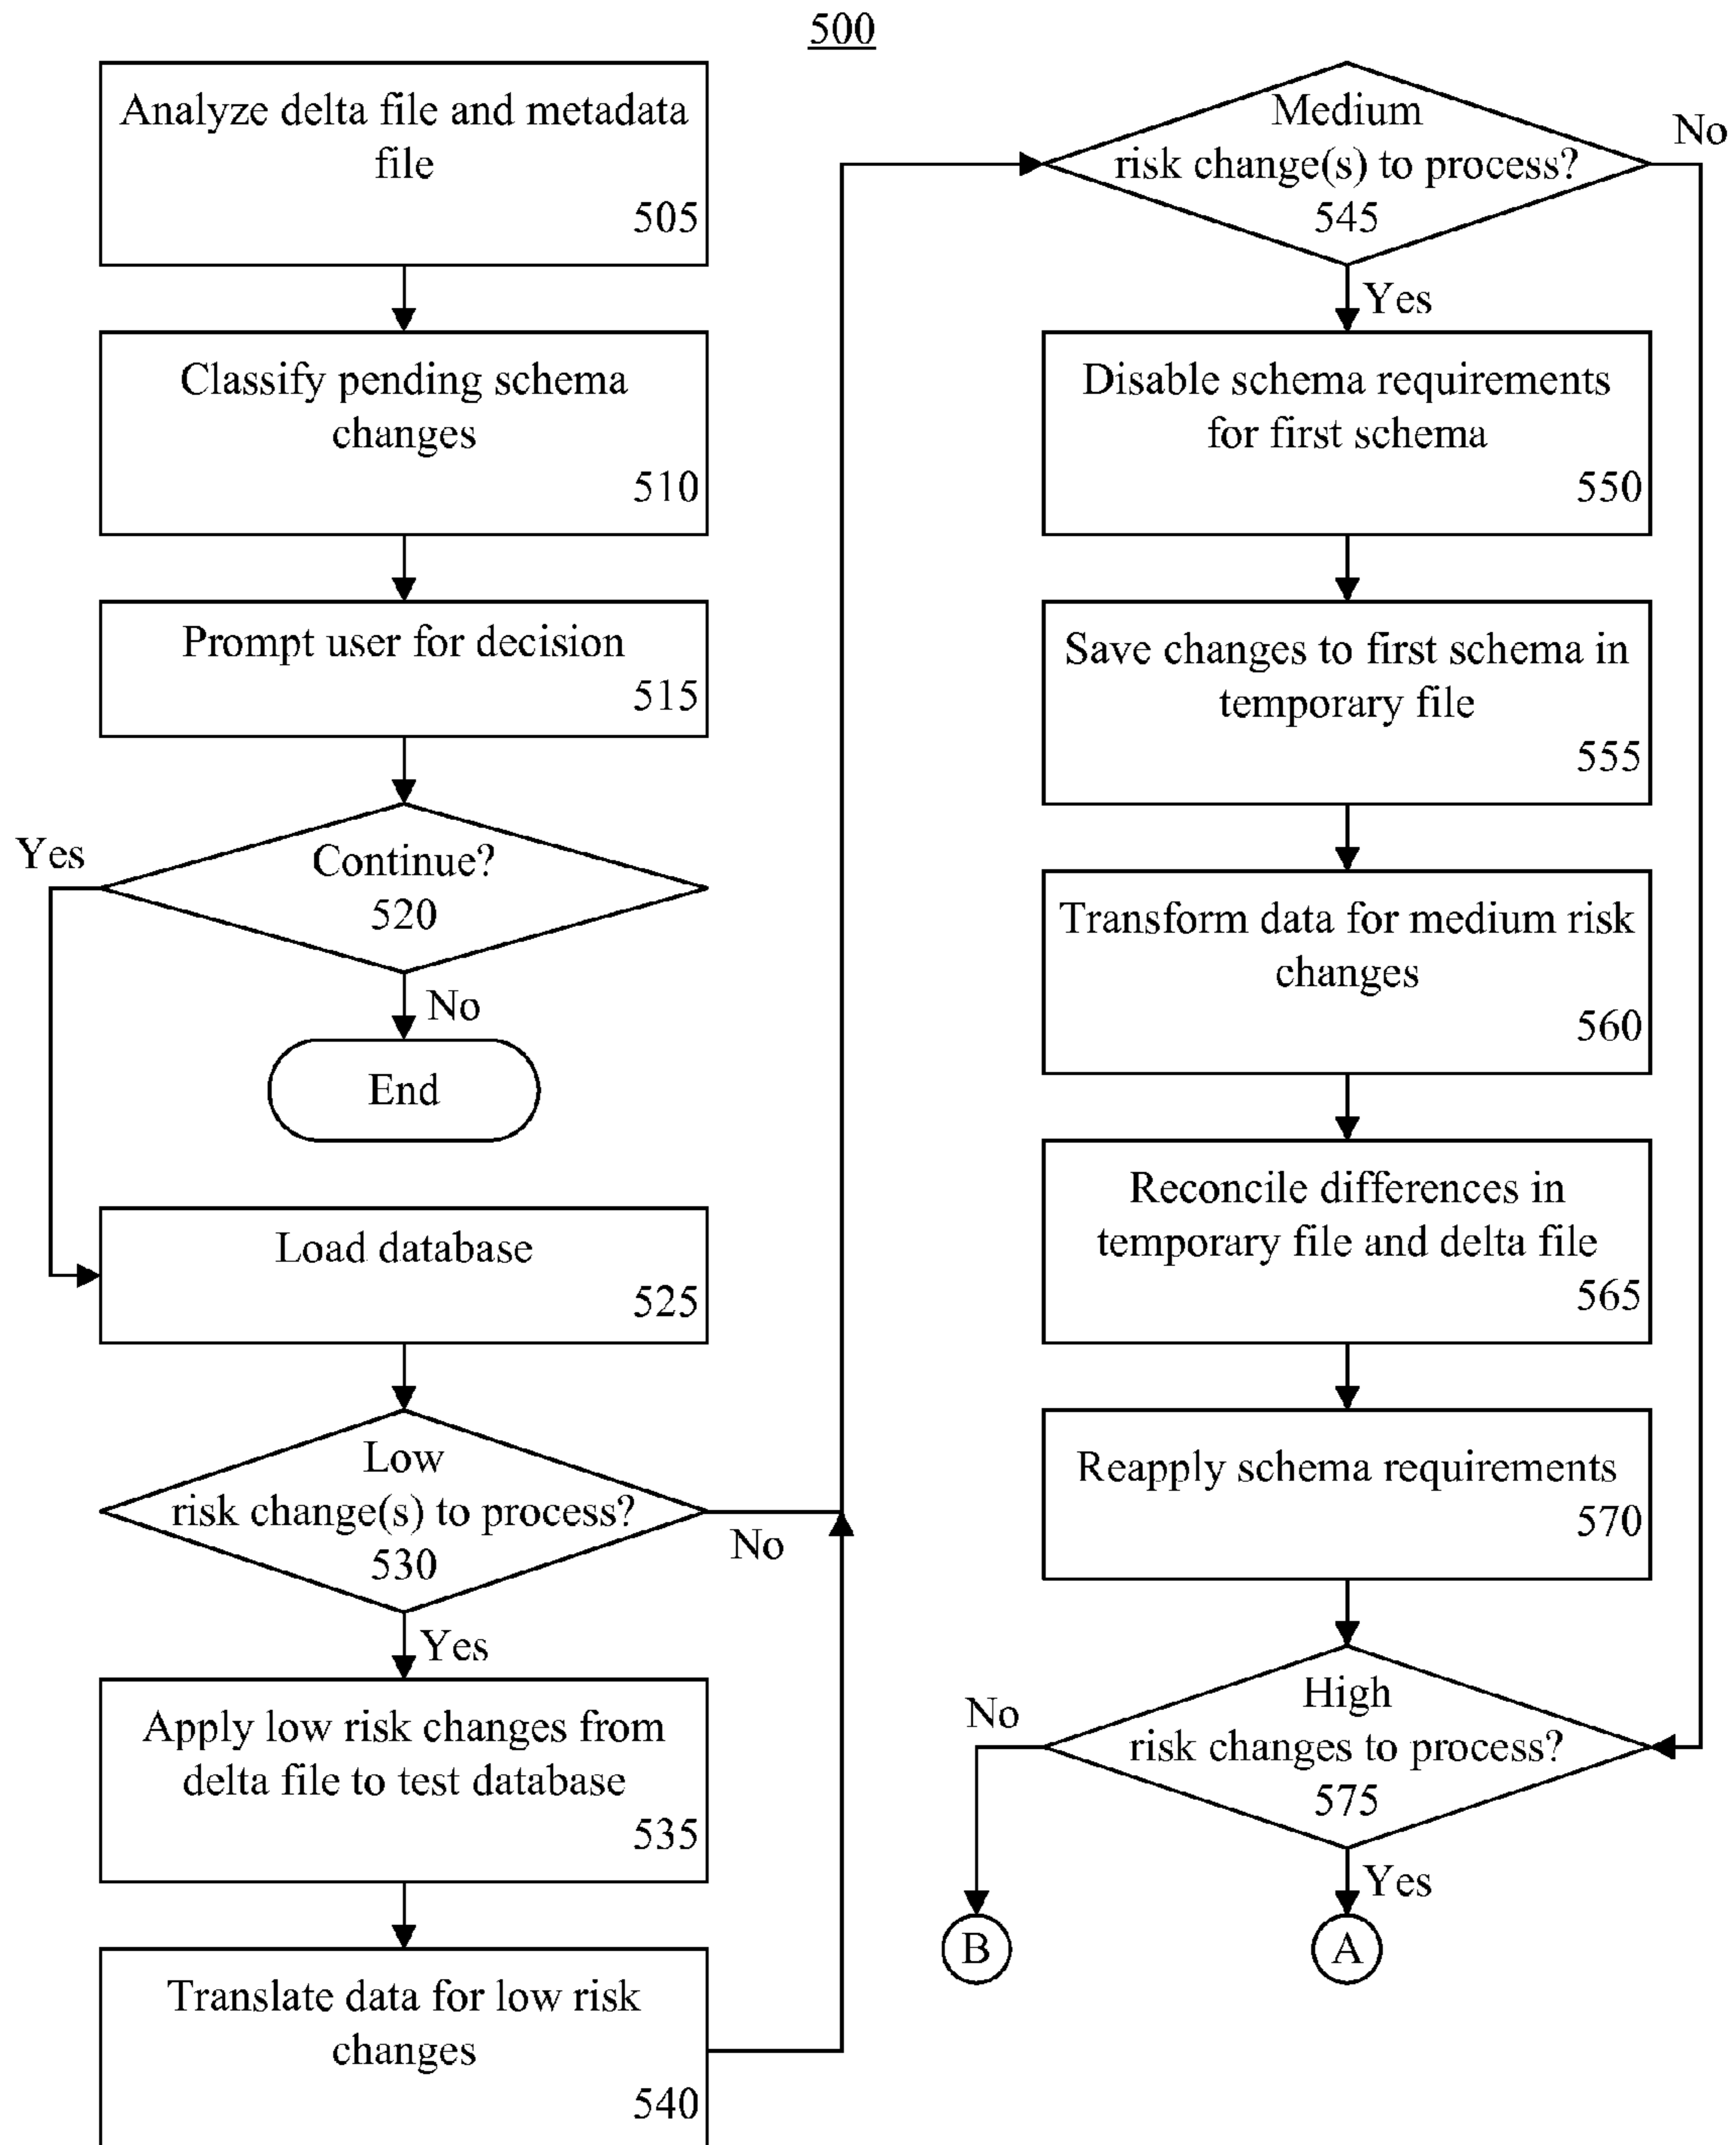 500
Analyze delta file and metadata
file
505
Classify pending schema
changes
510
Prompt user for decision
515
Continue?
520
Yes
No
End
Load database
525
Low
risk change(s) to process?
530
No
Yes
Apply low risk changes from
delta file to test database
535
Translate data for low risk
changes
540
Medium
risk change(s) to process?
545
No
Yes
Disable schema requirements
for first schema
550
Save changes to first schema in
temporary file
555
Transform data for medium risk
changes
560
Reconcile differences in
temporary file and delta file
565
Reapply schema requirements
570
High
risk changes to process?
575
No
Yes
B
A